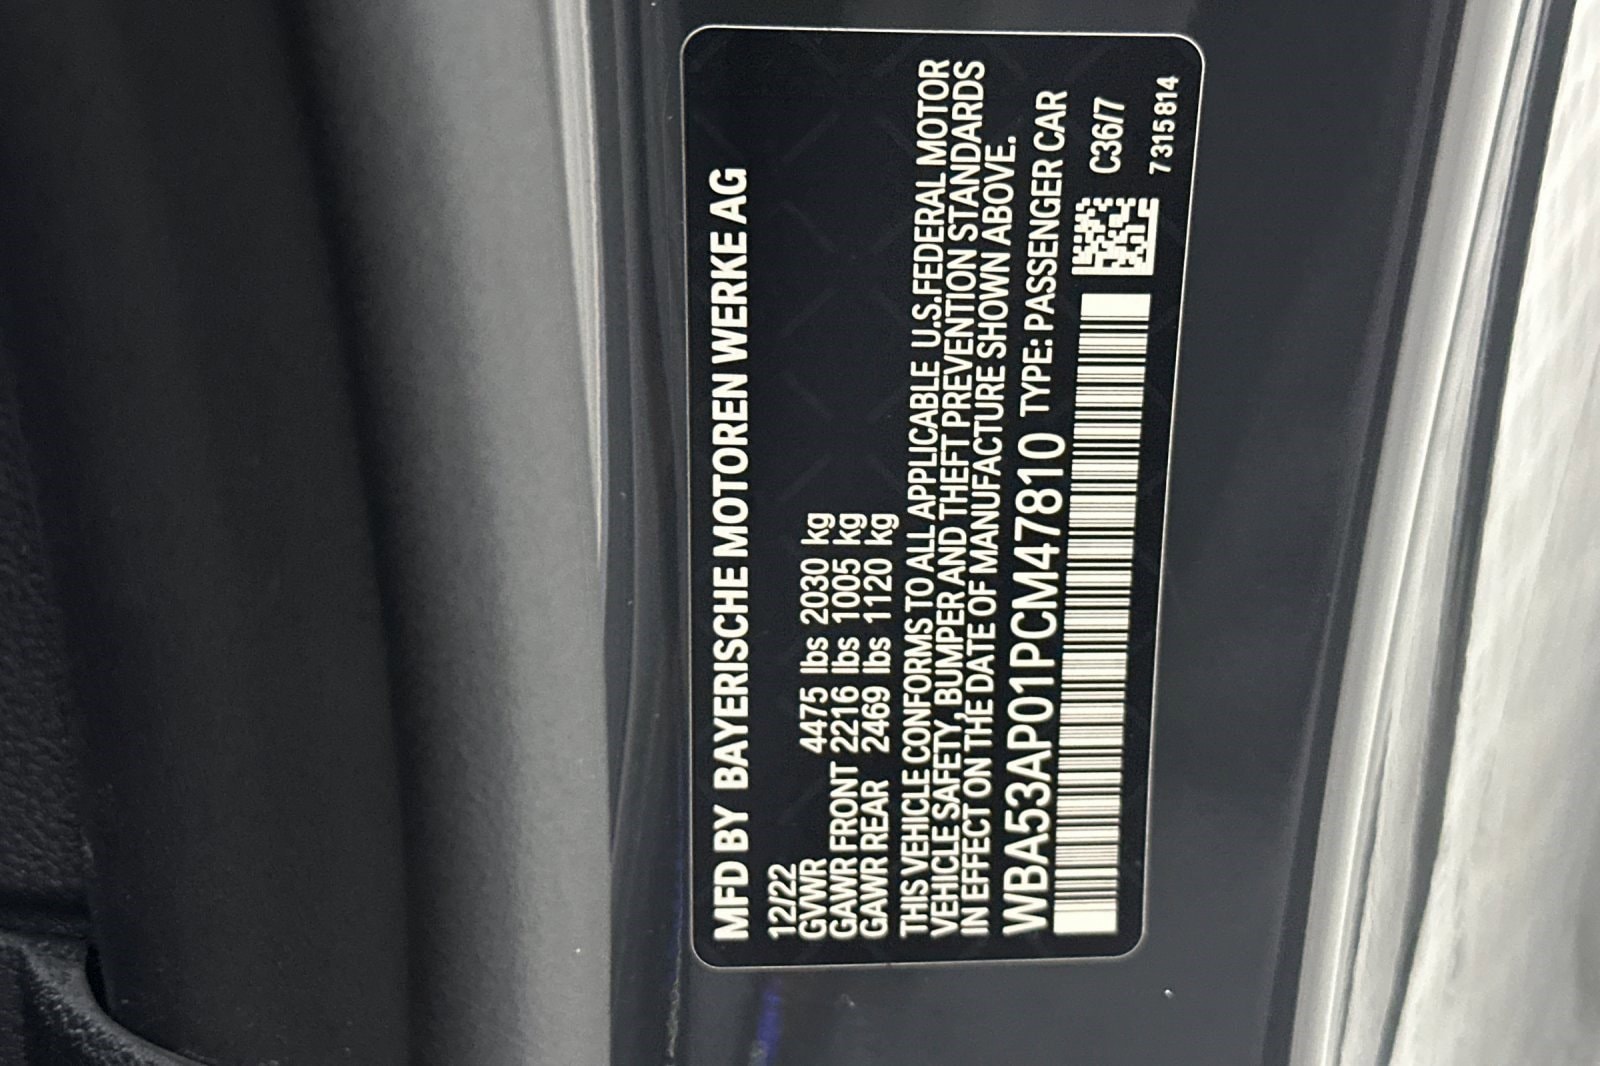 MFD BY BAYERISCHE MOTOREN WERKE AG
12/22
GVWR 4475 lbs 2030 kg
GAWR FRONT 2216 lbs 1005 kg
GAWR REAR 2469 lbs 1120 kg
THIS VEHICLE CONFORMS TO ALL APPLICABLE U.S.FEDERAL MOTOR
VEHICLE SAFETY, BUMPER AND THEFT PREVENTION STANDARDS
IN EFFECT ON THE DATE OF MANUFACTURE SHOWN ABOVE.
WBA53AP01PCM47810 TYPE: PASSENGER CAR
C36/7
7315814